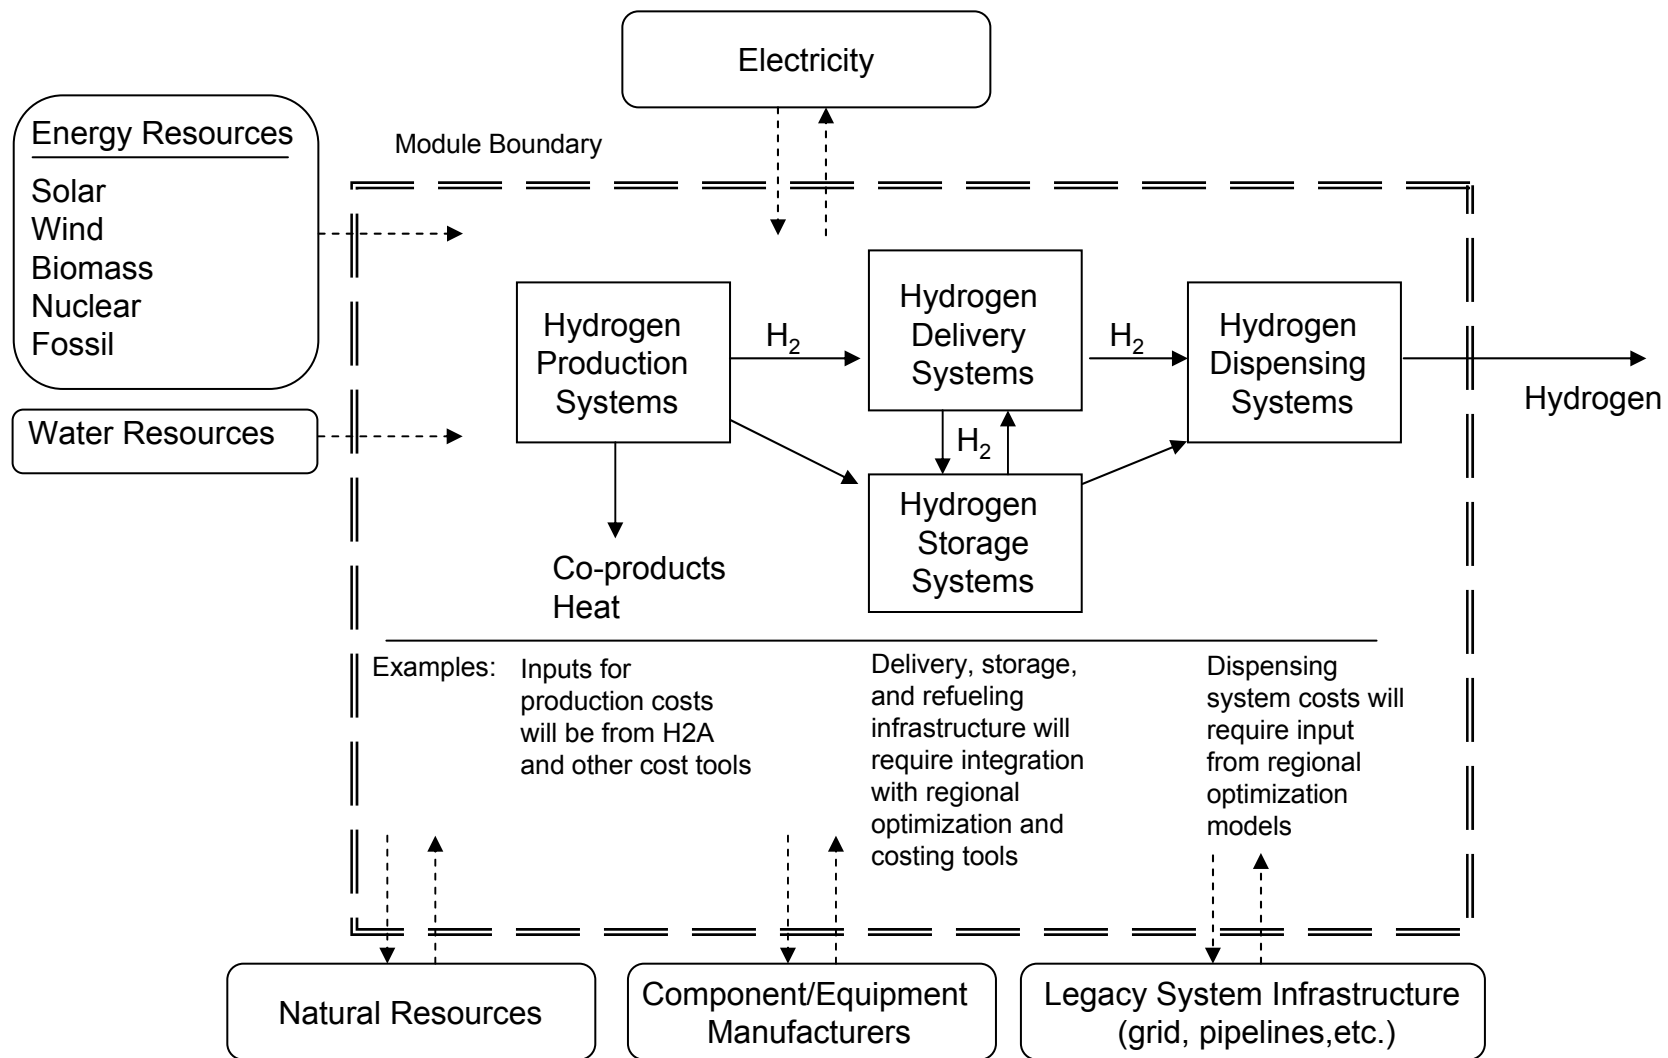 Electricity
Energy Resources
Solar
Wind
Biomass
Nuclear
Fossil
Water Resources
Module Boundary
Hydrogen
Production
Systems
H₂
Hydrogen
Delivery
Systems
H₂
Hydrogen
Dispensing
Systems
Hydrogen
H₂
Hydrogen
Storage
Systems
Co-products
Heat
Examples:
Inputs for
production costs
will be from H2A
and other cost tools
Delivery, storage,
and refueling
infrastructure will
require integration
with regional
optimization and
costing tools
Dispensing
system costs will
require input
from regional
optimization
models
Natural Resources
Component/Equipment
Manufacturers
Legacy System Infrastructure
(grid, pipelines,etc.)